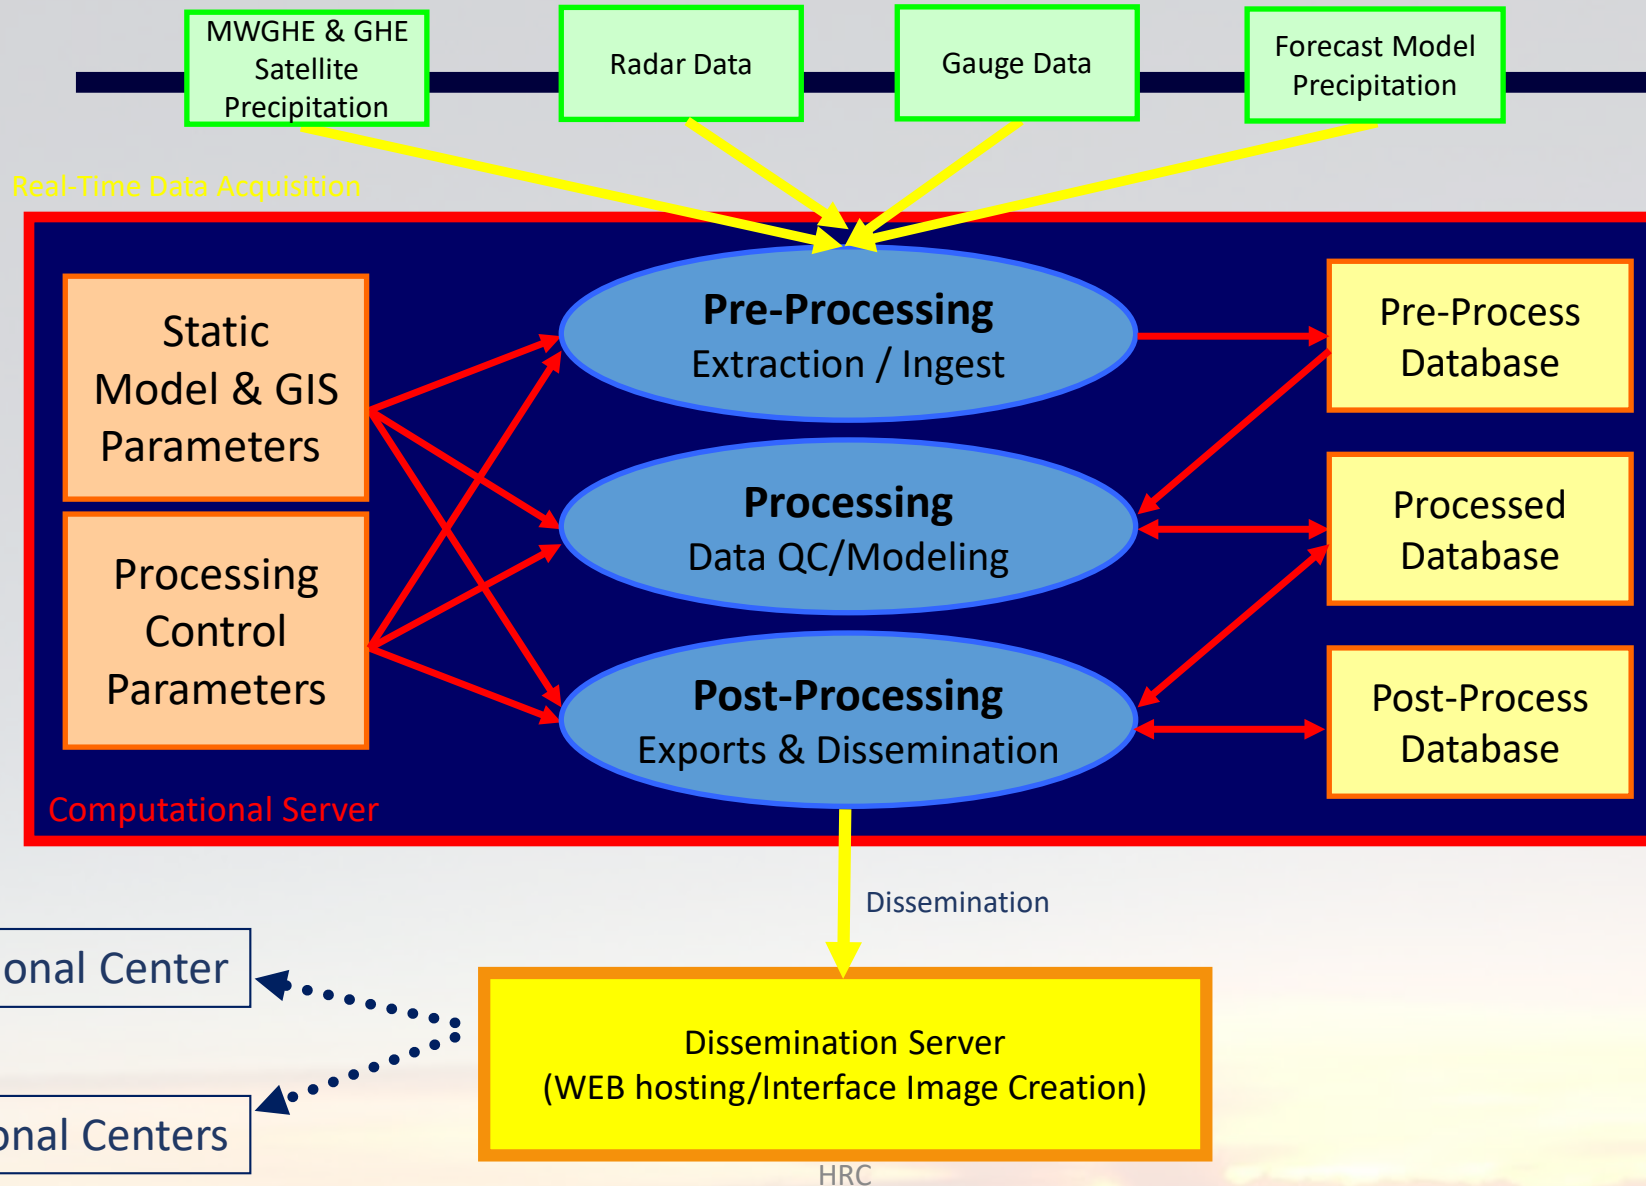 MWGHE & GHE
Satellite
Precipitation
Radar Data
Gauge Data
Forecast Model
Precipitation
Real-Time Data Acquisition
Static
Model & GIS
Parameters
Pre-Processing
Extraction / Ingest
Pre-Process
Database
Processing
Control
Parameters
Processing
Data QC/Modeling
Processed
Database
Post-Processing
Exports & Dissemination
Post-Process
Database
Computational Server
Dissemination
Center
Dissemination Server
(WEB hosting/Interface Image Creation)
Centers
HRC